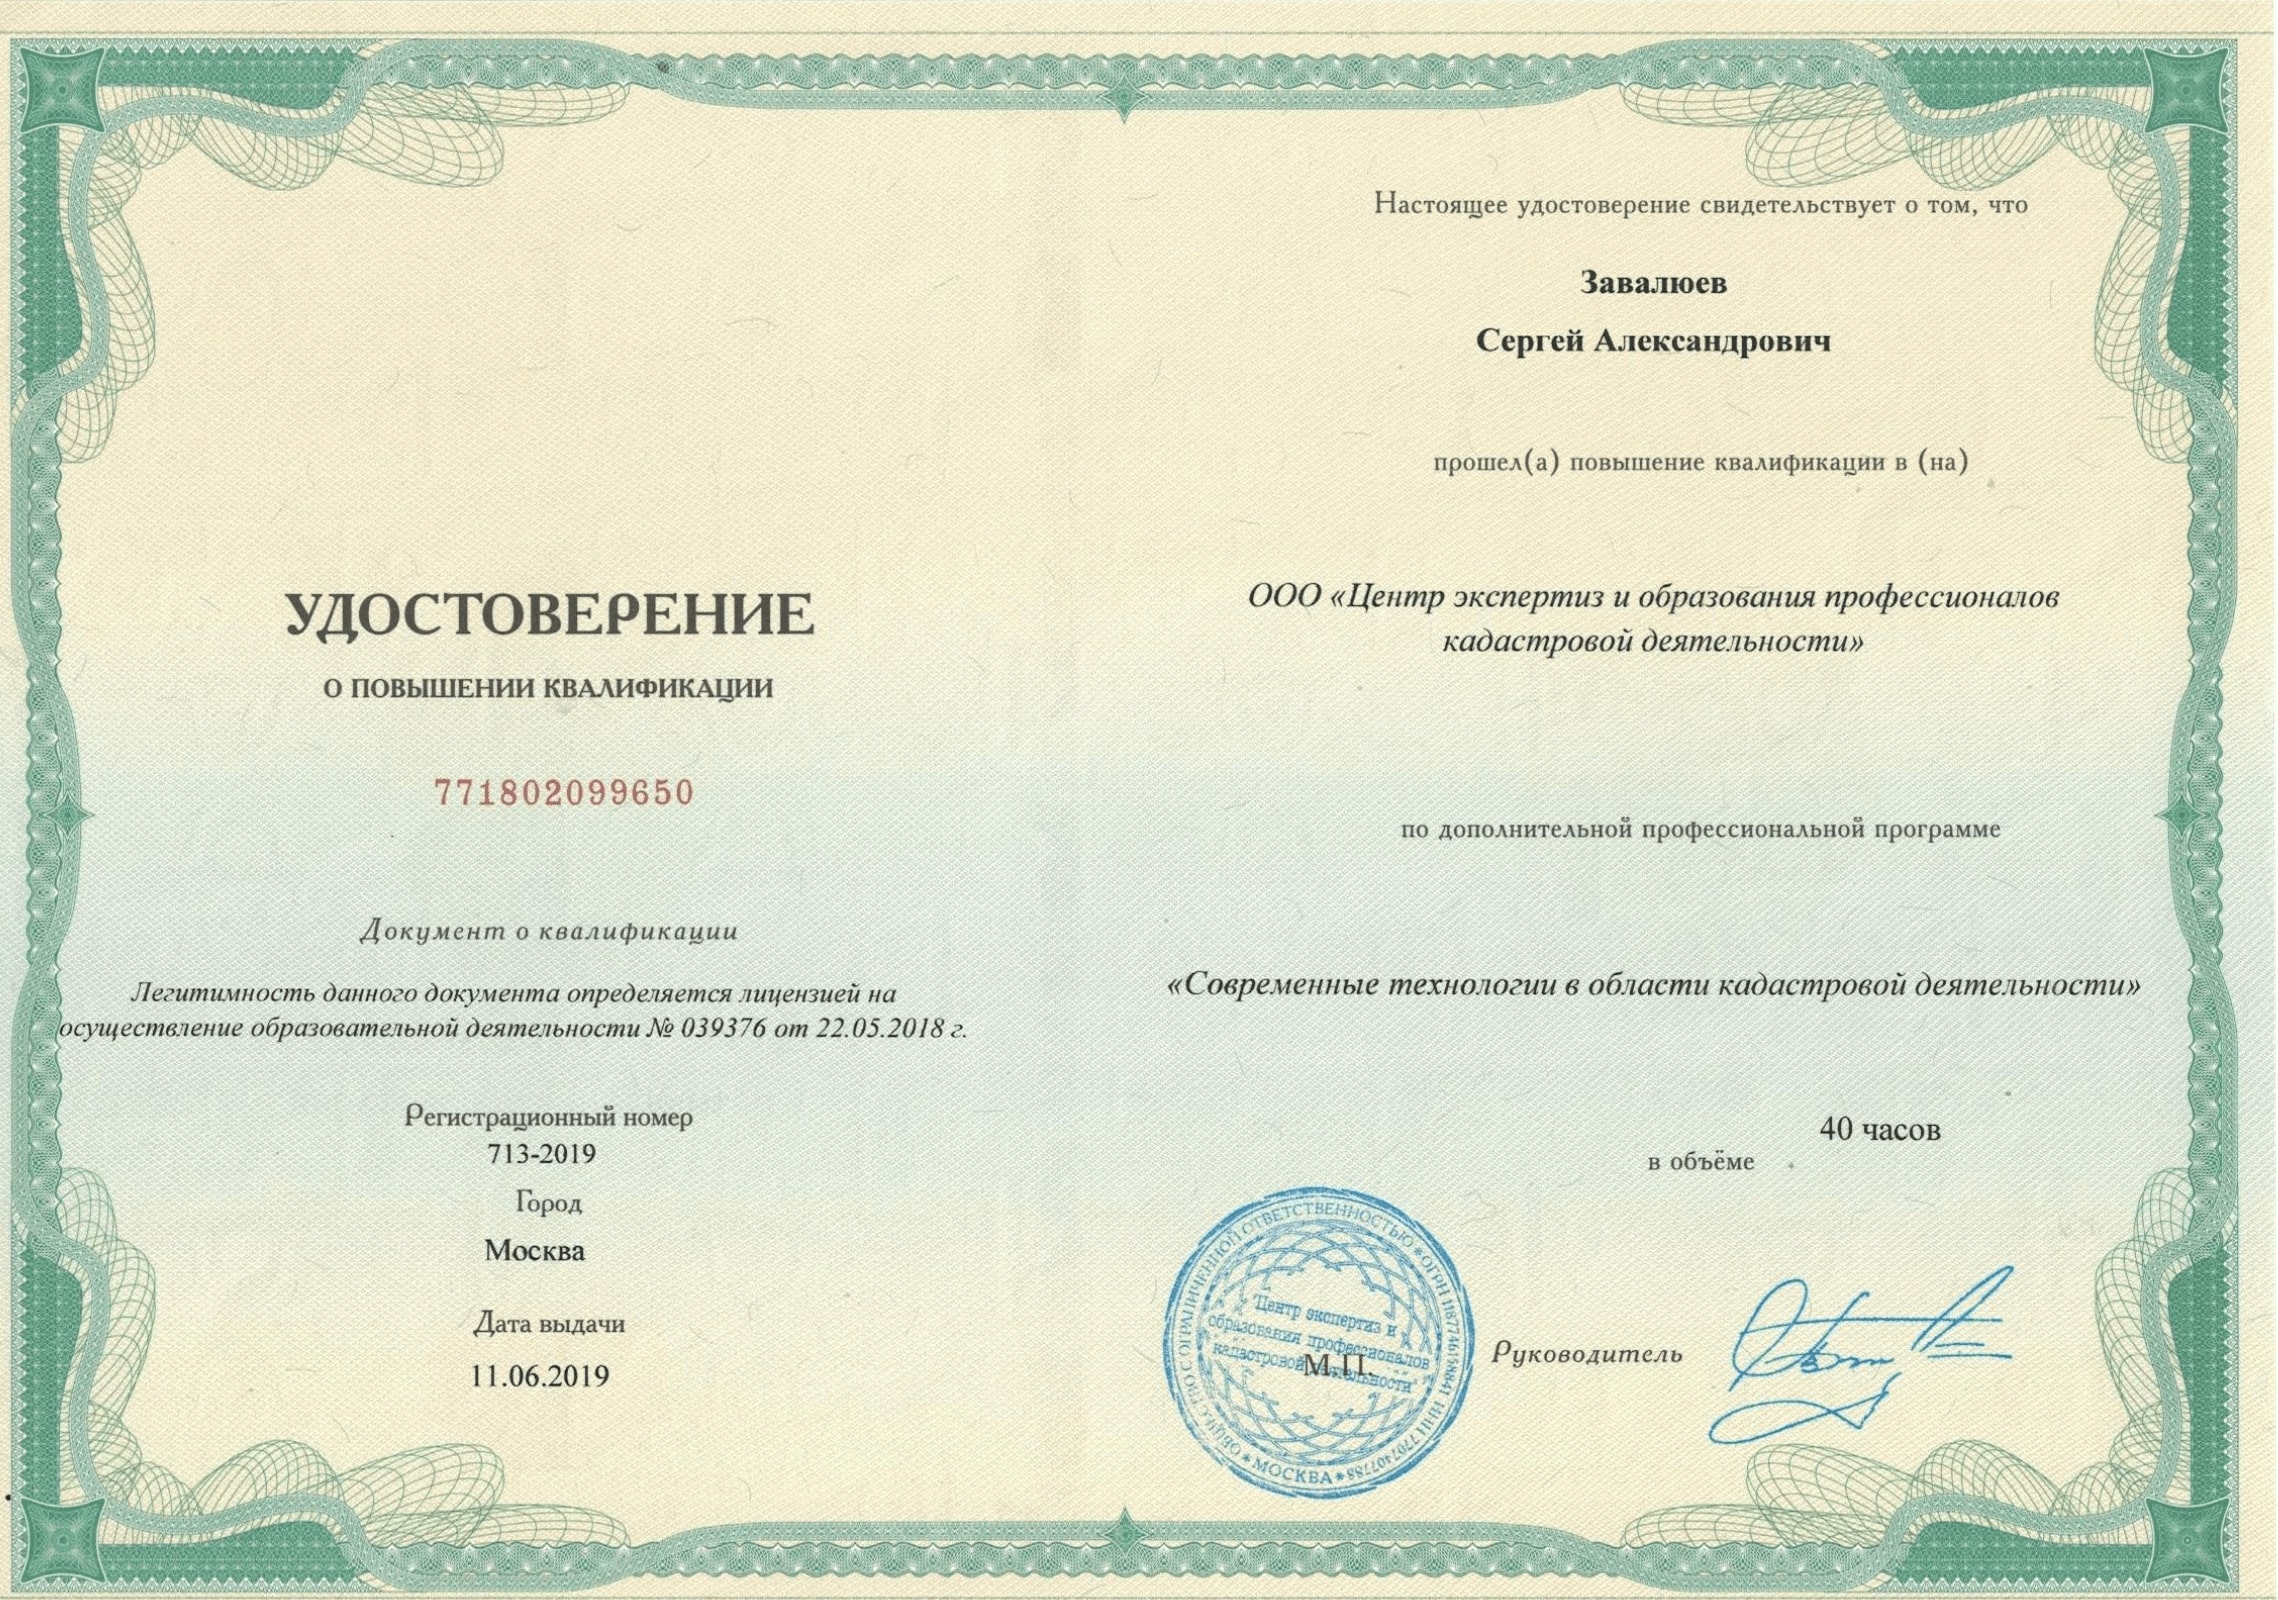 УДОСТОВЕРЕНИЕ
О ПОВЫШЕНИИ КВАЛИФИКАЦИИ
771802099650
Документ о квалификации
Легитимность данного документа определяется лицензией на
осуществление образовательной деятельности № 039376 от 22.05.2018 г.
Регистрационный номер
713-2019
Город
Москва
Дата выдачи
11.06.2019
Настоящее удостоверение свидетельствует о том, что
Завалюев
Сергей Александрович
прошел(а) повышение квалификации в (на)
ООО «Центр экспертиз и образования профессионалов
кадастровой деятельности»
по дополнительной профессиональной программе
«Современные технологии в области кадастровой деятельности»
40 часов
в объёме
М.П.
Руководитель
ОБЩЕСТВО С ОГРАНИЧЕННОЙ ОТВЕТСТВЕННОСТЬЮ * ОГРН ИНН 7707407788 * МОСКВА *
Центр экспертиз и
образования профессионалов
кадастровой деятельности